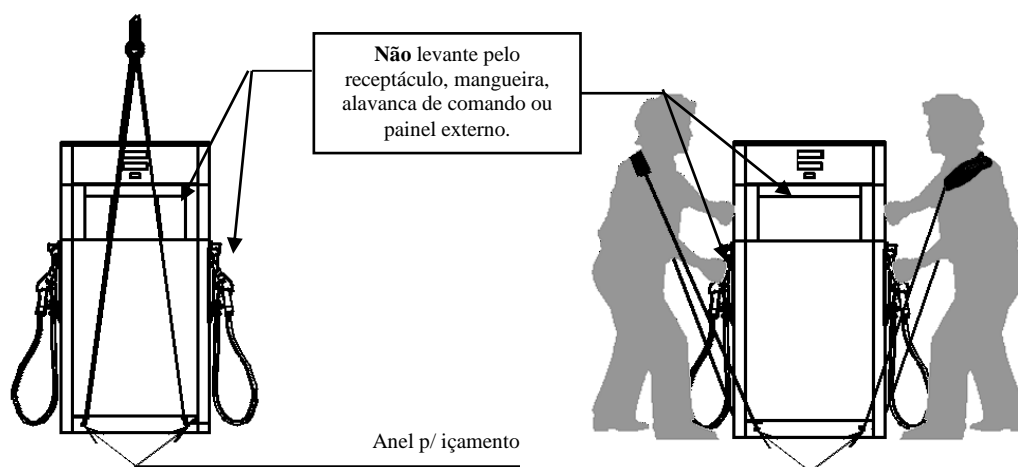 Não levante pelo
receptáculo, mangueira,
alavanca de comando ou
painel externo.
Anel p/ içamento